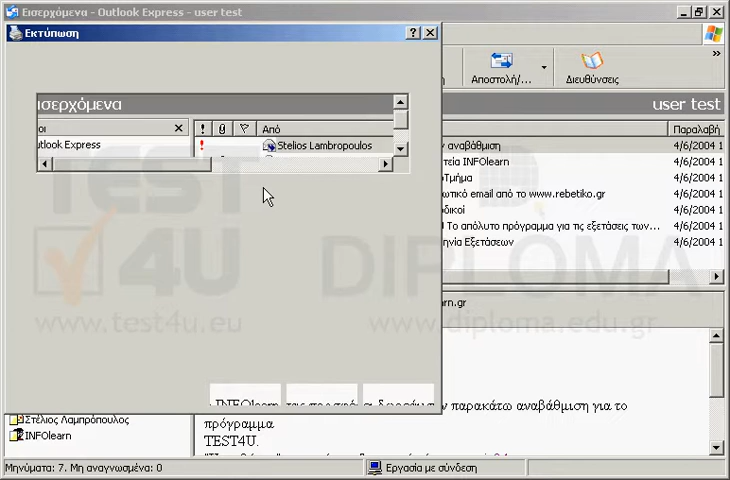 Εισερχόμενα - Outlook Express - user test
Εκτύπωση
Αποστολή/...
Διευθύνσεις
ισερχόμενα
user test
οι
Από
Παραλαβή
utlook Express
Stelios Lambropoulos
αναβάθμιση
4/6/2004 1
τεία INFOlearn
4/6/2004 1
οΤμήμα
4/6/2004 1
ωτικό email από το www.rebetiko.gr
4/6/2004 1
δικοί
4/6/2004 1
! Το απόλυτο πρόγραμμα για τις εξετάσεις των...
4/6/2004 1
ηνία Εξετάσεων
4/6/2004 1
TEST 4U
DIPLOMA
www.test4u.eu
www.diploma.edu.gr
arn.gr
INFOlearn
παρακάτω αναβάθμιση για το
πρόγραμμα
TEST4U.
Στέλιος Λαμπρόπουλος
INFOlearn
Μηνύματα: 7. Μη αναγνωσμένα: 0
Εργασία με σύνδεση